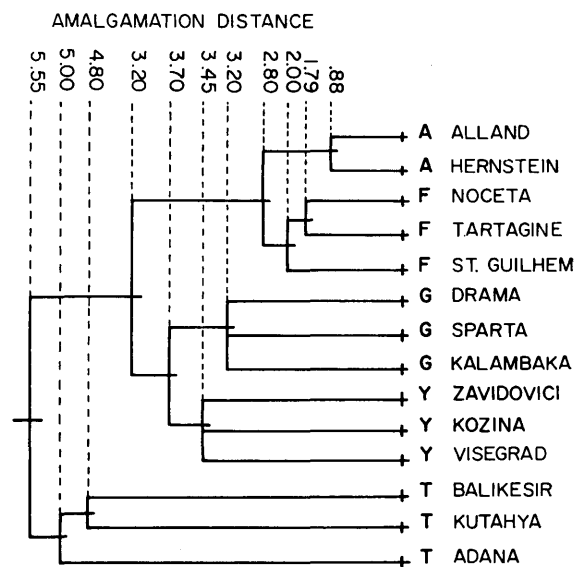 AMALGAMATION DISTANCE
5.55
5.00
4.80
3.20
3.70
3.45
3.20
2.80
2.00
1.79
.88
A ALLAND
A HERNSTEIN
F NOCETA
F T.ARTAGINE
F ST. GUILHEM
G DRAMA
G SPARTA
G KALAMBAKA
Y ZAVIDOVICI
Y KOZINA
Y VISEGRAD
T BALIKESIR
T KUTAHYA
T ADANA